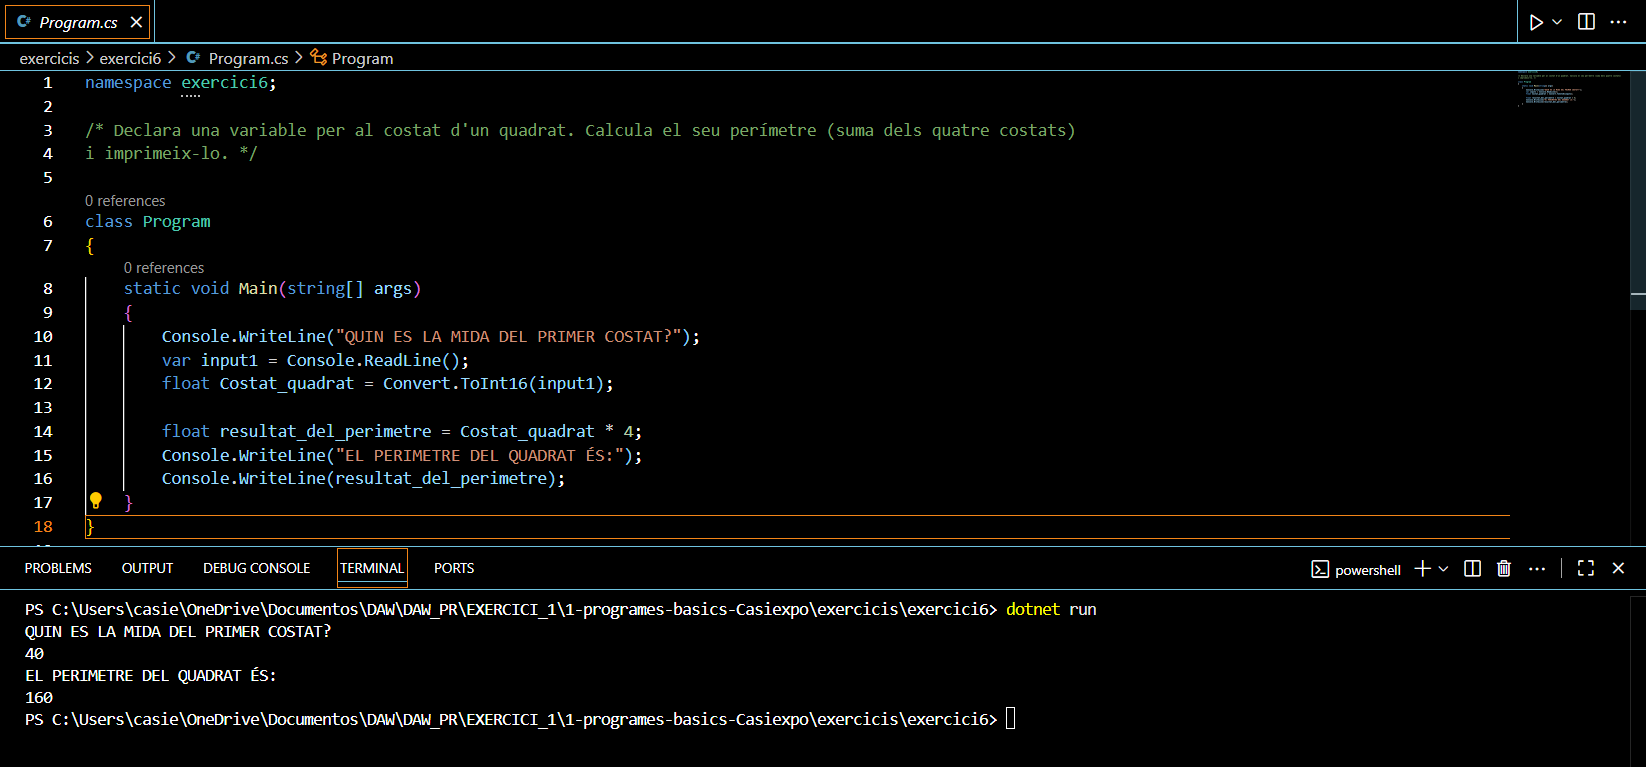 Program.cs
exercicis > exercici6 > Program.cs > Program
1 namespace exercici6;
2
3 /* Declara una variable per al costat d'un quadrat. Calcula el seu perímetre (suma dels quatre costats)
4 i imprimeix-lo. */
5
0 references
6 class Program
7 {
0 references
8 static void Main(string[] args)
9 {
10 Console.WriteLine("QUIN ES LA MIDA DEL PRIMER COSTAT?");
11 var input1 = Console.ReadLine();
12 float Costat_quadrat = Convert.ToInt16(input1);
13
14 float resultat_del_perimetre = Costat_quadrat * 4;
15 Console.WriteLine("EL PERIMETRE DEL QUADRAT ÉS:");
16 Console.WriteLine(resultat_del_perimetre);
17 }
18 }
PROBLEMS OUTPUT DEBUG CONSOLE TERMINAL PORTS powershell
PS C:\Users\casie\OneDrive\Documentos\DAW\DAW_PR\EXERCICI_1\1-programes-basics-Casiexpo\exercicis\exercici6> dotnet run
QUIN ES LA MIDA DEL PRIMER COSTAT?
40
EL PERIMETRE DEL QUADRAT ÉS:
160
PS C:\Users\casie\OneDrive\Documentos\DAW\DAW_PR\EXERCICI_1\1-programes-basics-Casiexpo\exercicis\exercici6>